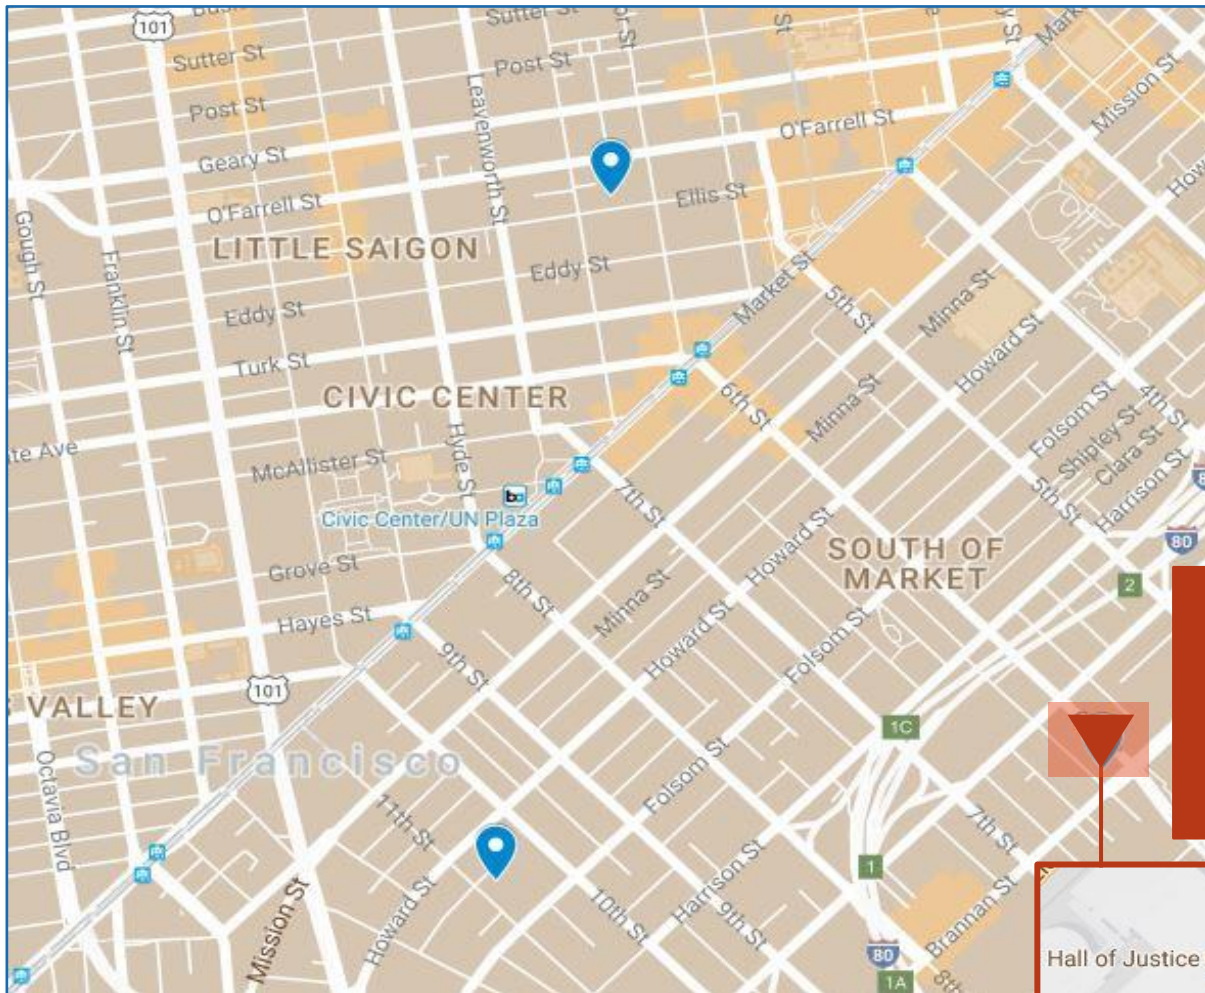 101
Sutter St
Sutter St
Post St
Post St
Geary St
O'Farrell St
O'Farrell St
Market St
Mission St
Leavenworth St
Gough St
Franklin St
Ellis St
LITTLE SAIGON
Eddy St
Eddy St
Turk St
Minna St
Howard St
5th St
CIVIC CENTER
6th St
Minna St
Folsom St
Shipley St
Clara St
4th St
Harrison St
McAllister St
Hyde St
7th St
5th St
Civic Center/UN Plaza
Howard St
SOUTH OF
MARKET
80
2
Grove St
Hayes St
8th St
Minna St
Howard St
Folsom St
9th St
101
VALLEY
San Francisco
1C
Octavia Blvd
11th St
Folsom St
7th St
1
Mission St
Howard St
10th St
Harrison St
9th St
Brannan St
80
1A
Hall of Justice